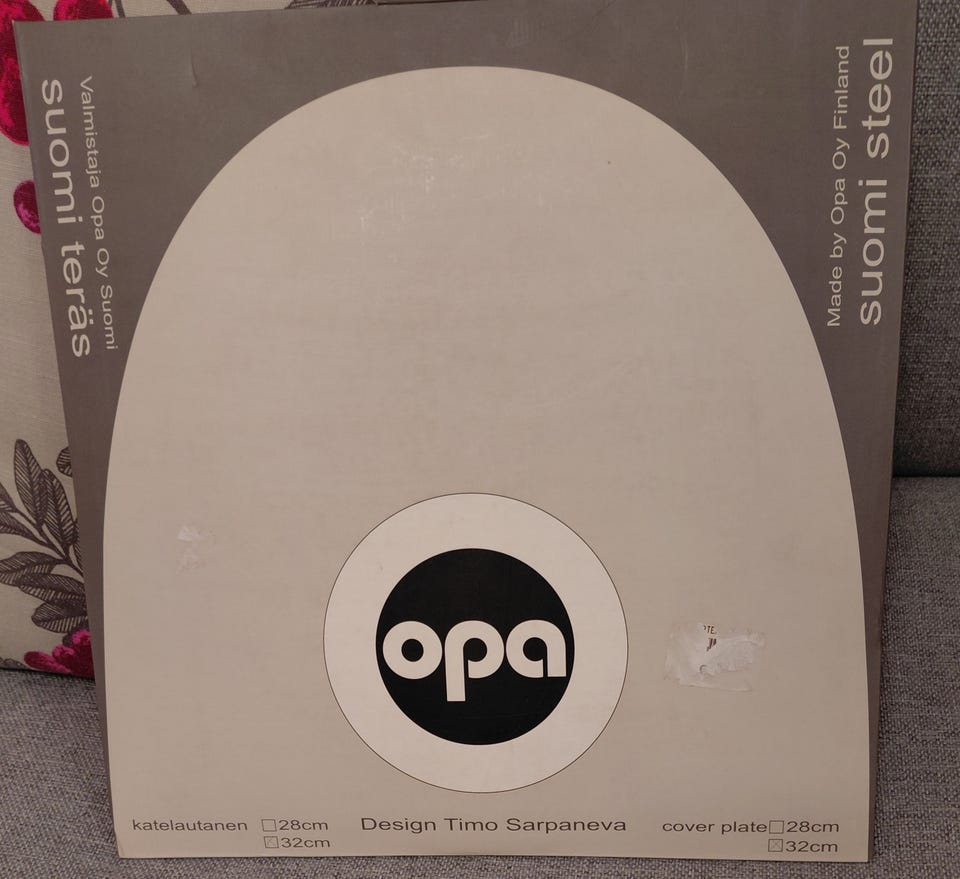 suomi teräs
Valmistaja Opa Oy Suomi
Made by Opa Oy Finland
suomi steel
opa
katelautanen ☐ 28cm
☒ 32cm
Design Timo Sarpaneva
cover plate ☐ 28cm
☒ 32cm